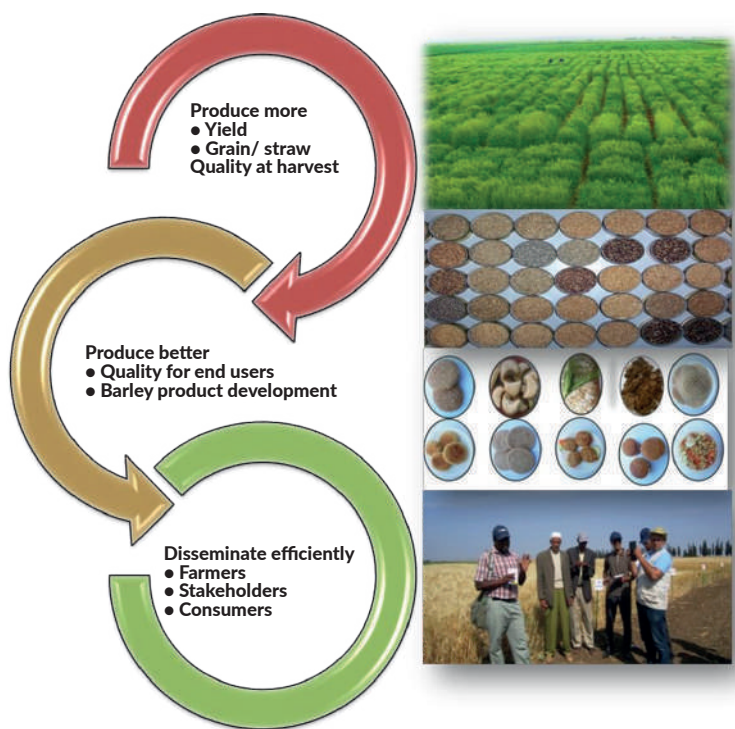 Produce more
● Yield
● Grain/ straw
Quality at harvest
Produce better
● Quality for end users
● Barley product development
Disseminate efficiently
● Farmers
● Stakeholders
● Consumers